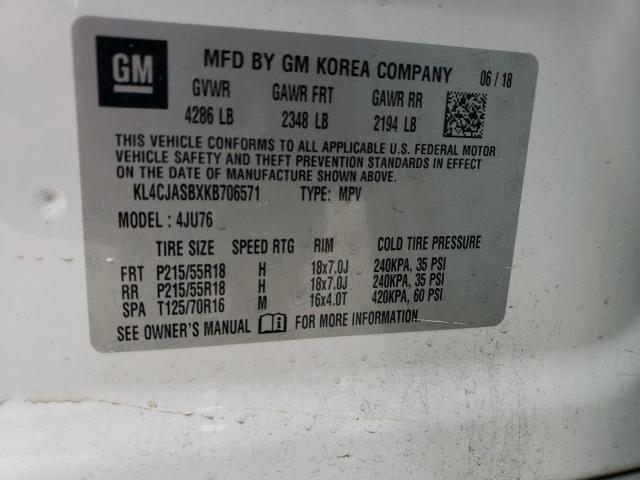 GM MFD BY GM KOREA COMPANY 06/18
GVWR GAWR FRT GAWR RR
4286 LB 2348 LB 2194 LB
THIS VEHICLE CONFORMS TO ALL APPLICABLE U.S. FEDERAL MOTOR
VEHICLE SAFETY AND THEFT PREVENTION STANDARDS IN EFFECT
ON THE DATE OF MANUFACTURE SHOWN ABOVE.
KL4CJASBXKB706571 TYPE: MPV
MODEL: 4JU76
TIRE SIZE SPEED RTG RIM COLD TIRE PRESSURE
FRT P215/55R18 H 18x7.0J 240KPA, 35 PSI
RR P215/55R18 H 18x7.0J 240KPA, 35 PSI
SPA T125/70R16 M 16x4.0T 420KPA, 60 PSI
SEE OWNER'S MANUAL FOR MORE INFORMATION.